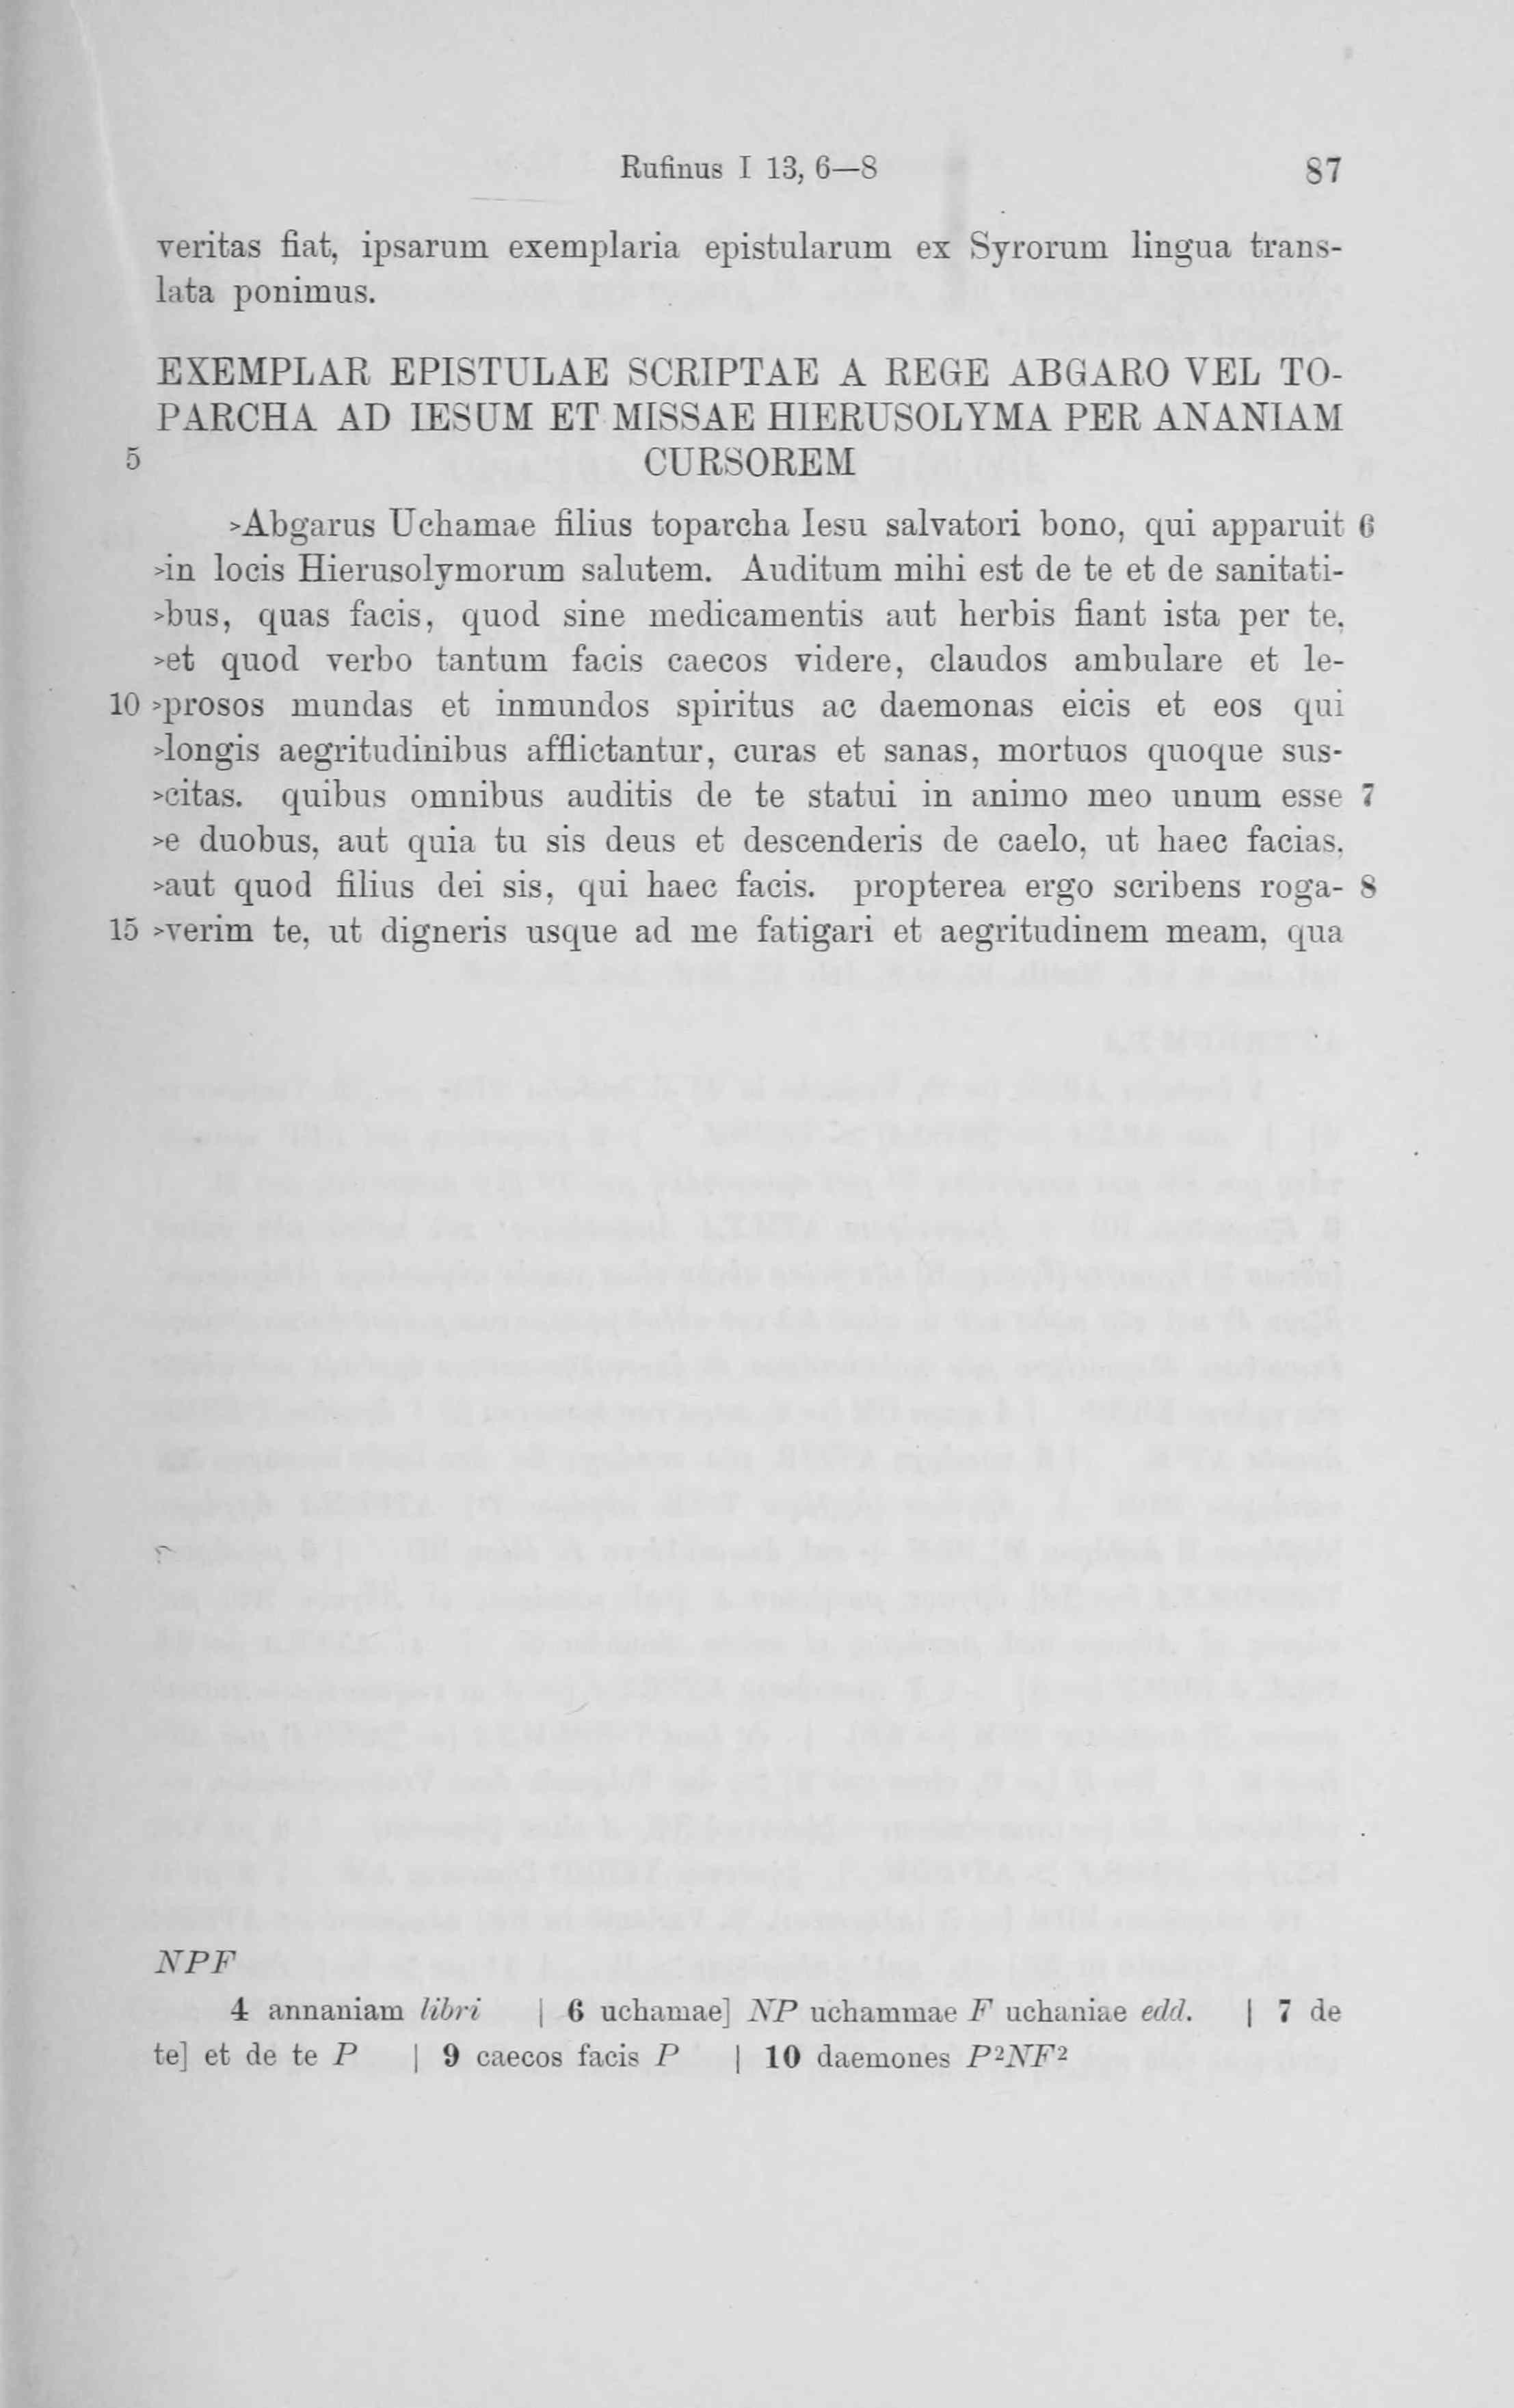 Rufinus I 13, 6—8 87
veritas fiat, ipsarum exemplaria epistularum ex Syrorum lingua trans-
lata ponimus.
EXEMPLAR EPISTULAE SCRIPTAE A REGE ABGARO VEL TO-
PARCHA AD IESUM ET MISSAE HIERUSOLYMA PER ANANIAM
5 CURSOREM
>Abgarus Uchamae filius toparcha Iesu salvatori bono, qui apparuit 6
>in locis Hierusolymorum salutem. Auditum mihi est de te et de sanitati-
>bus, quas facis, quod sine medicamentis aut herbis fiant ista per te,
>et quod verbo tantum facis caecos videre, claudos ambulare et le-
10 >prosos mundas et inmundos spiritus ac daemonas eicis et eos qui
>longis aegritudinibus afflictantur, curas et sanas, mortuos quoque sus-
>citas. quibus omnibus auditis de te statui in animo meo unum esse 7
>e duobus, aut quia tu sis deus et descenderis de caelo, ut haec facias,
>aut quod filius dei sis, qui haec facis. propterea ergo scribens roga- 8
15 >verim te, ut digneris usque ad me fatigari et aegritudinem meam, qua
NPF
4 annaniam libri | 6 uchamae] NP uchammae F uchaniae edd. | 7 de
te] et de te P | 9 caecos facis P | 10 daemones P²NF²